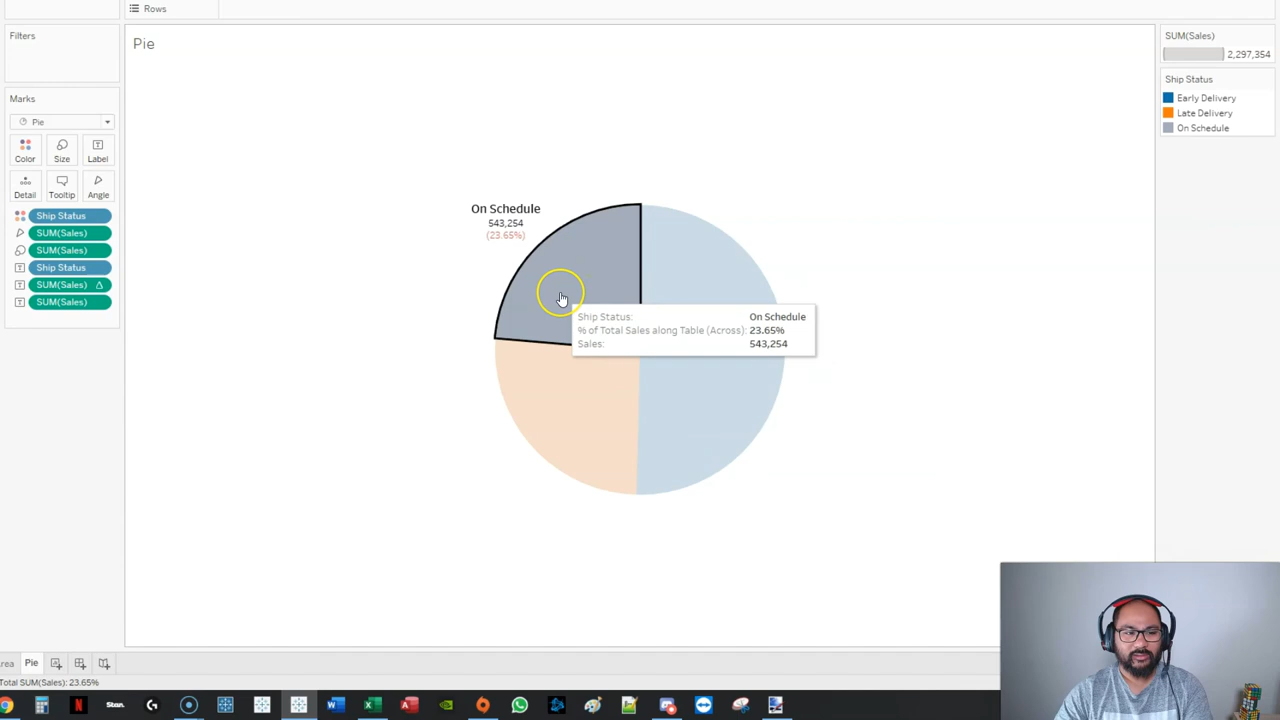 Rows
Filters
Pie
SUM(Sales)
2,297,354
Ship Status
Early Delivery
Late Delivery
On Schedule
Marks
Pie
Color
Size
Label
Detail
Tooltip
Angle
Ship Status
SUM(Sales)
SUM(Sales)
Ship Status
SUM(Sales)
SUM(Sales)
On Schedule
543,254
(23.65%)
Ship Status: On Schedule
% of Total Sales along Table (Across): 23.65%
Sales: 543,254
rea
Pie
Total SUM(Sales): 23.65%
Stan.